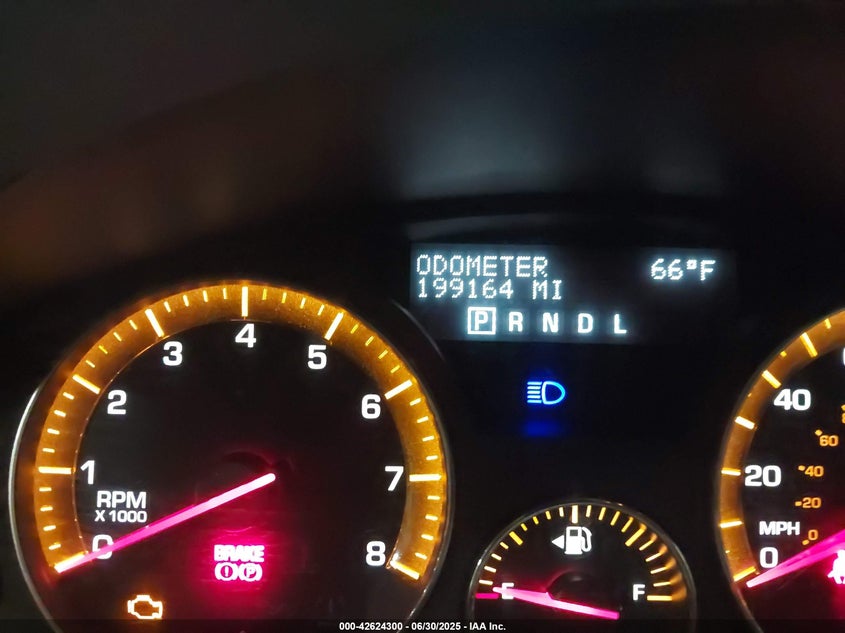 ODOMETER 66°F
199164 MI
P R N D L
0 1 2 3 4 5 6 7 8
RPM
X 1000
BRAKE
(!) (P)
E F
0 20 40
MPH
0 20 40 60
000-42624300 - 06/30/2025 - IAA Inc.